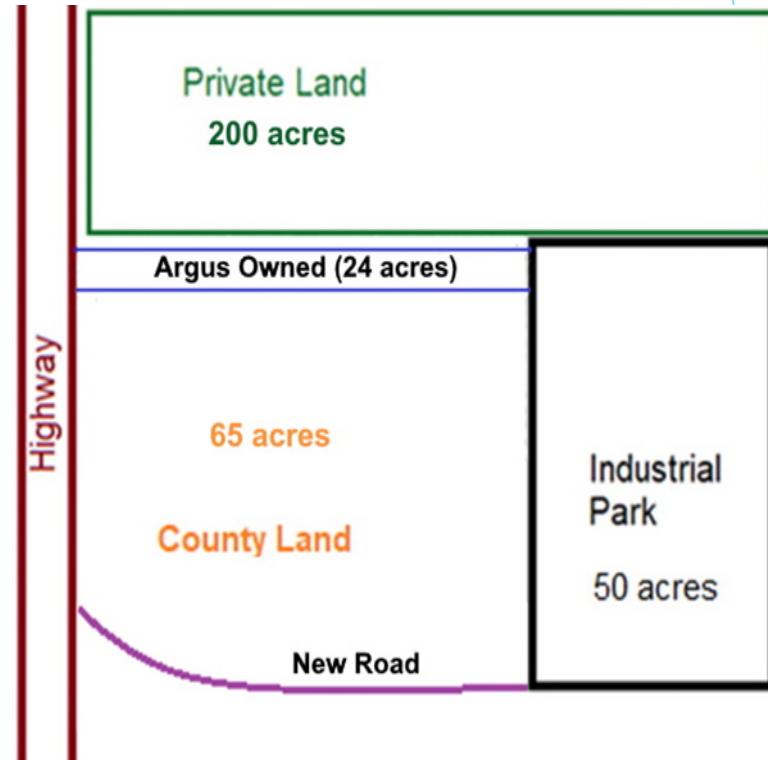 Private Land
200 acres
Argus Owned (24 acres)
Highway
65 acres
County Land
Industrial
Park
50 acres
New Road